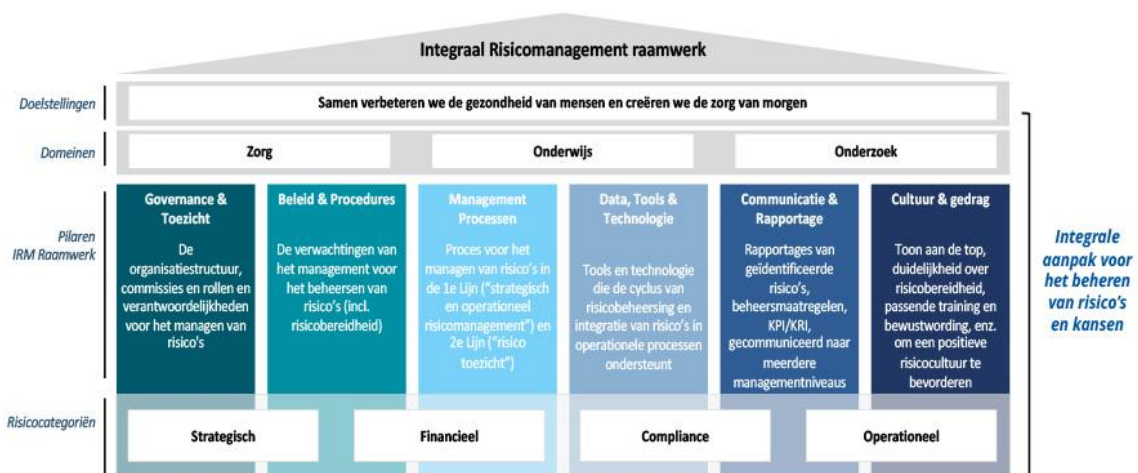 Integraal Risicomanagement raamwerk
Doelstellingen
Samen verbeteren we de gezondheid van mensen en creëren we de zorg van morgen
Domeinen
Zorg
Onderwijs
Onderzoek
Pilaren
IRM Raamwerk
Governance &
Toezicht
De
organisatiestructuur,
commissies en rollen en
verantwoordelijkheden
voor het managen van
risico's
Beleid & Procedures
De verwachtingen van
het management voor
het beheersen van
risico's (incl.
risicobereidheid)
Management
Processen
Proces voor het
managen van risico's in
de 1e Lijn ("strategisch
en operationeel
risicomanagement") en
2e Lijn ("risico
toezicht")
Data, Tools &
Technologie
Tools en technologie
die de cyclus van
risicobeheersing en
integratie van risico's in
operationele processen
ondersteunt
Communicatie &
Rapportage
Rapportages van
geïdentificeerde
risico's,
beheersmaatregelen,
KPI/KRI,
gecommuniceerd naar
meerdere
managementniveaus
Cultuur & gedrag
Toon aan de top,
duidelijkheid over
risicobereidheid,
passende training en
bewustwording, enz.
om een positieve
risicocultuur te
bevorderen
Integrale
aanpak voor
het beheren
van risico's
en kansen
Risicocategoriën
Strategisch
Financieel
Compliance
Operationeel